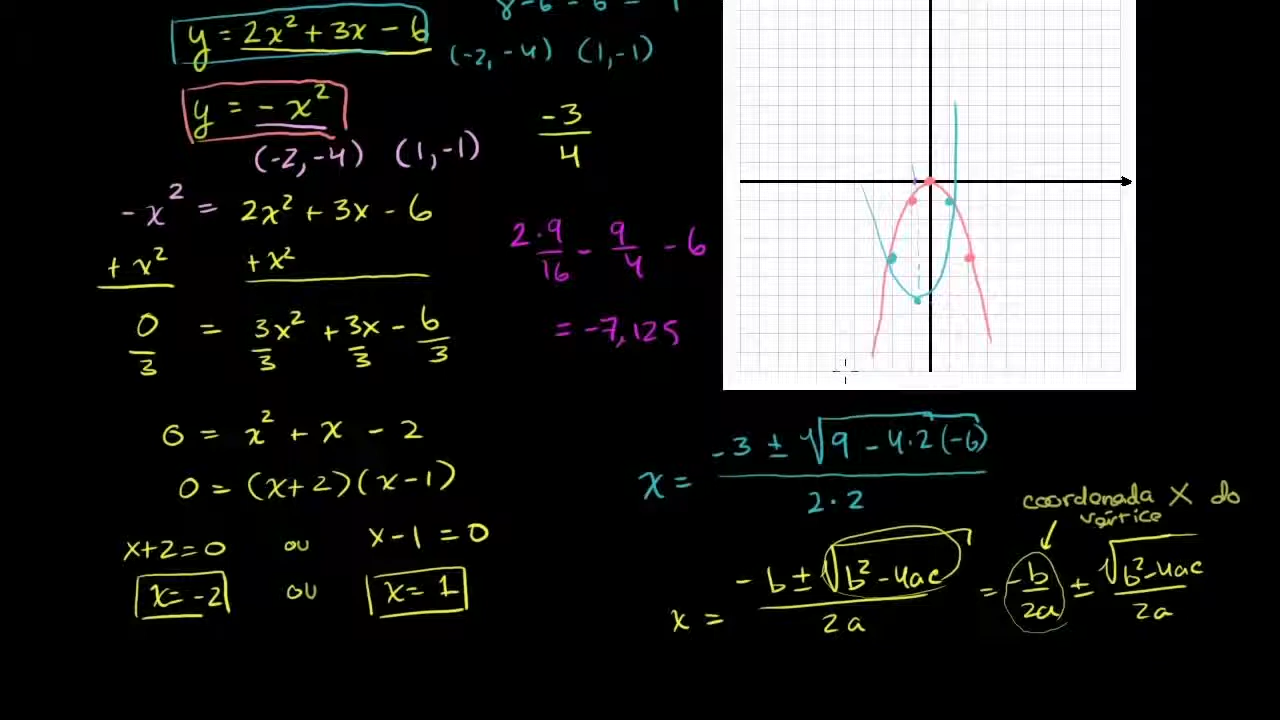 y = 2x² + 3x - 6
(-2, -4) (1, -1)
y = -x²
(-2, -4) (1, -1)
-3
4
-x² = 2x² + 3x - 6
+ x² + x²
0/3 = 3x²/3 + 3x/3 - 6/3
2·9/16 - 9/4 - 6
= -7,125
0 = x² + x - 2
0 = (x+2)(x-1)
x+2=0 ou x-1=0
x=-2 ou x=1
x = (-3 ± √(9 - 4·2(-6)))/(2·2)
coordenada X do
vértice
x = (-b ± √(b² - 4ac))/(2a) = -b/2a ± √(b²-4ac)/2a